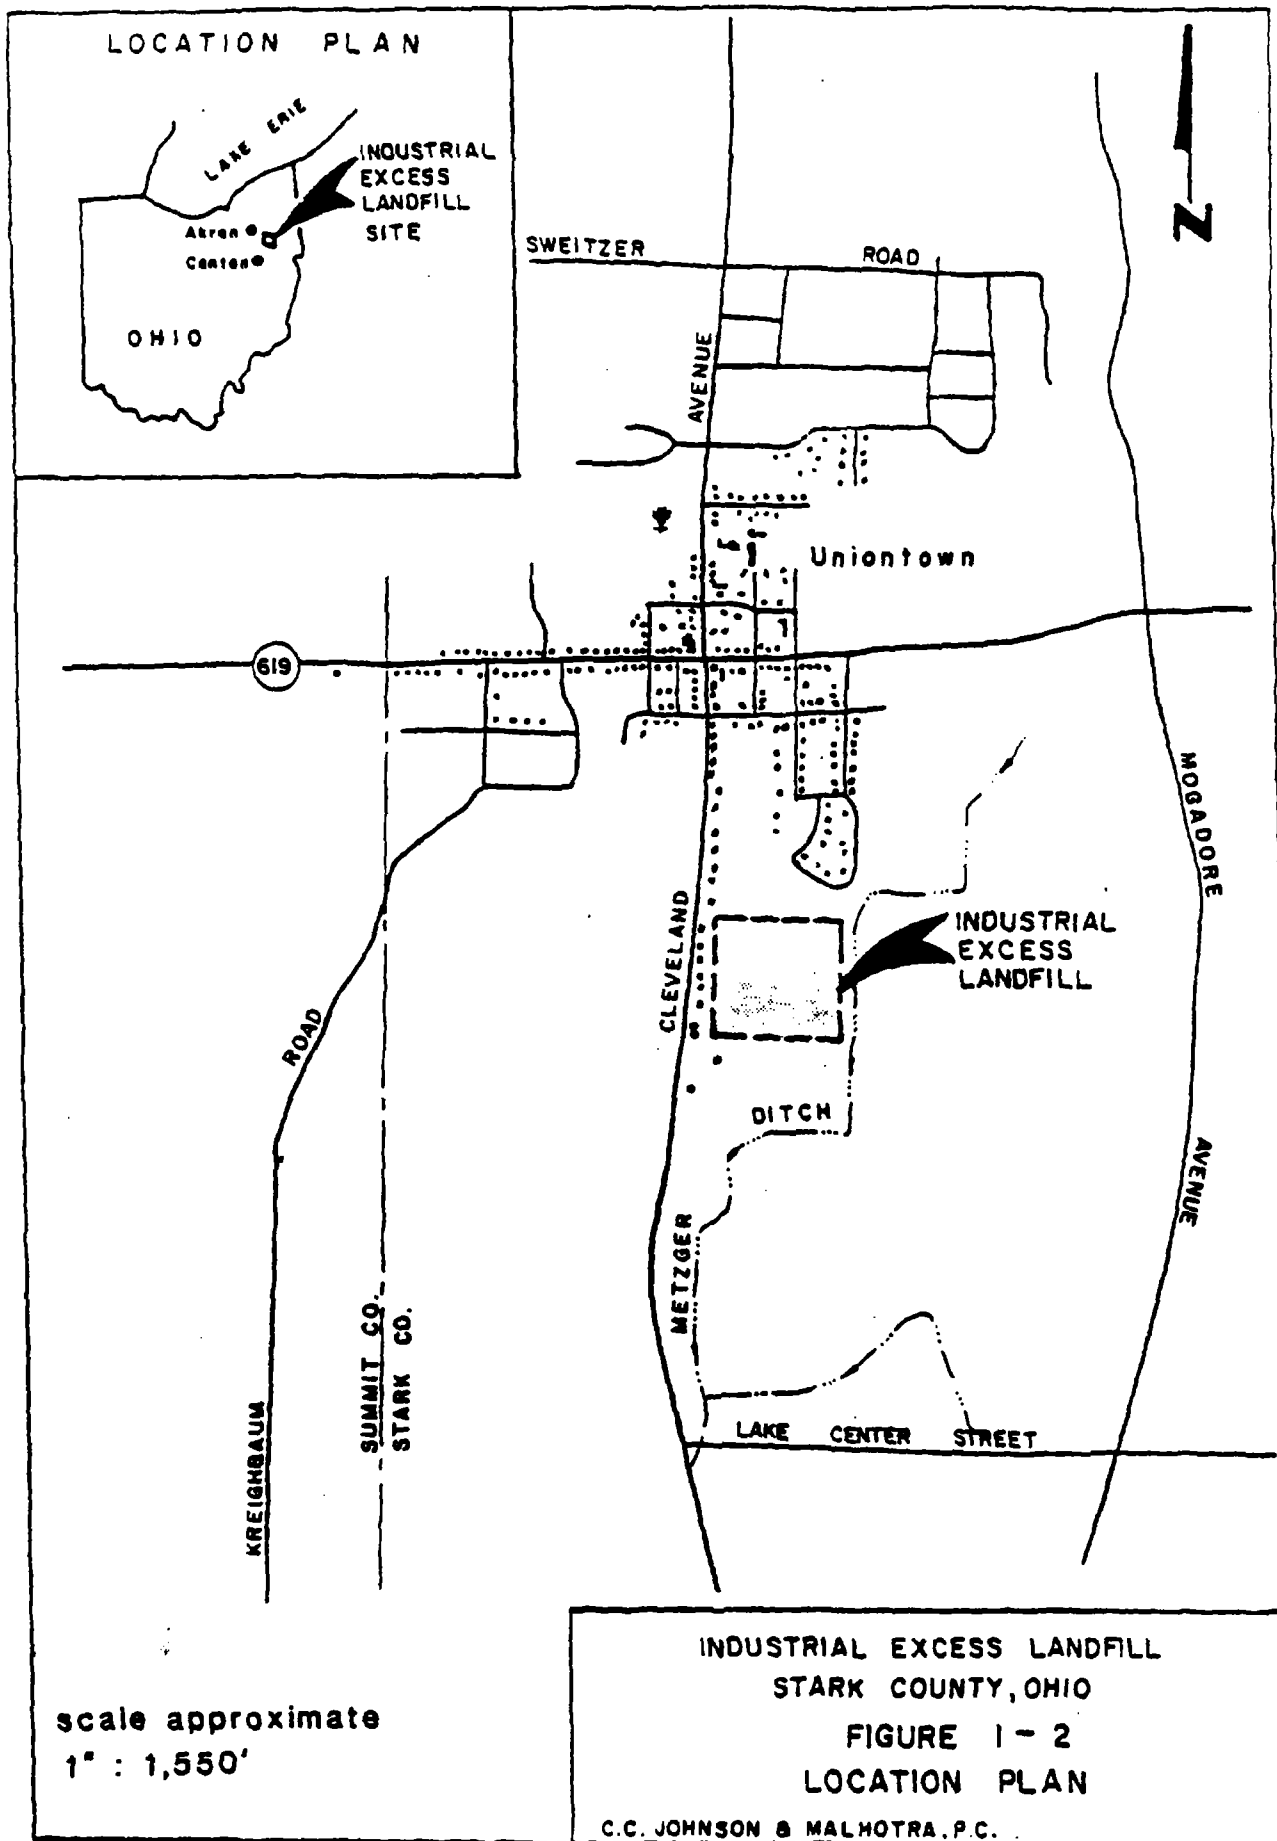 LOCATION PLAN
LAKE ERIE
INDUSTRIAL
EXCESS
LANDFILL
SITE
Akron
Canton
OHIO
N
SWEITZER ROAD
AVENUE
Uniontown
619
MOGADORE
CLEVELAND
INDUSTRIAL
EXCESS
LANDFILL
ROAD
DITCH
AVENUE
METZGER
SUMMIT CO.
STARK CO.
KREIGHBAUM
LAKE CENTER STREET
scale approximate
1" : 1,550'
INDUSTRIAL EXCESS LANDFILL
STARK COUNTY, OHIO
FIGURE 1-2
LOCATION PLAN
C.C. JOHNSON & MALHOTRA, P.C.